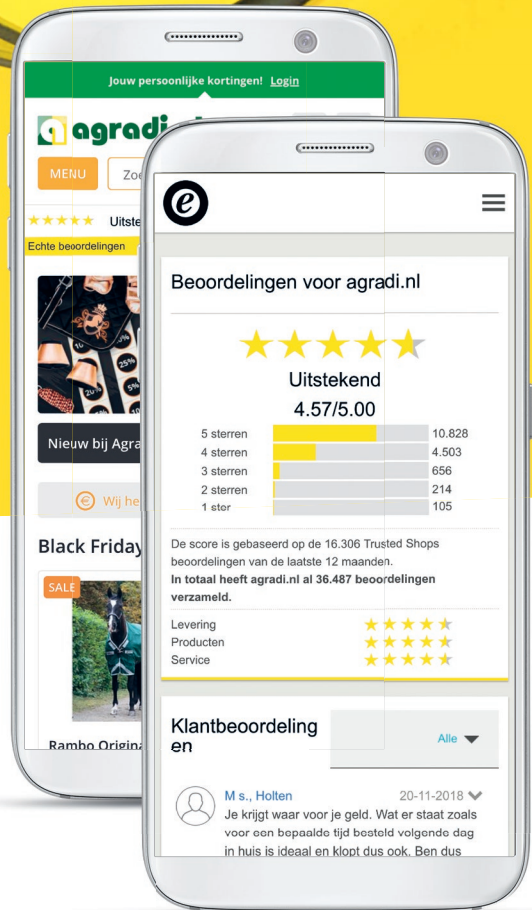 Jouw persoonlijke kortingen! Login
agradi
MENU
Zoe
Uitste
Echte beoordelingen
10%
25%
20%
Nieuw bij Agra
€ Wij he
Black Friday
SALE
Rambo Origina
e
Beoordelingen voor agradi.nl
Uitstekend
4.57/5.00
5 sterren 10.828
4 sterren 4.503
3 sterren 656
2 sterren 214
1 ster 105
De score is gebaseerd op de 16.306 Trusted Shops
beoordelingen van de laatste 12 maanden.
In totaal heeft agradi.nl al 36.487 beoordelingen
verzameld.
Levering
Producten
Service
Klantbeoordeling
en
Alle
M s., Holten 20-11-2018
Je krijgt waar voor je geld. Wat er staat zoals
voor een bepaalde tijd besteld volgende dag
in huis is ideaal en klopt dus ook. Ben dus